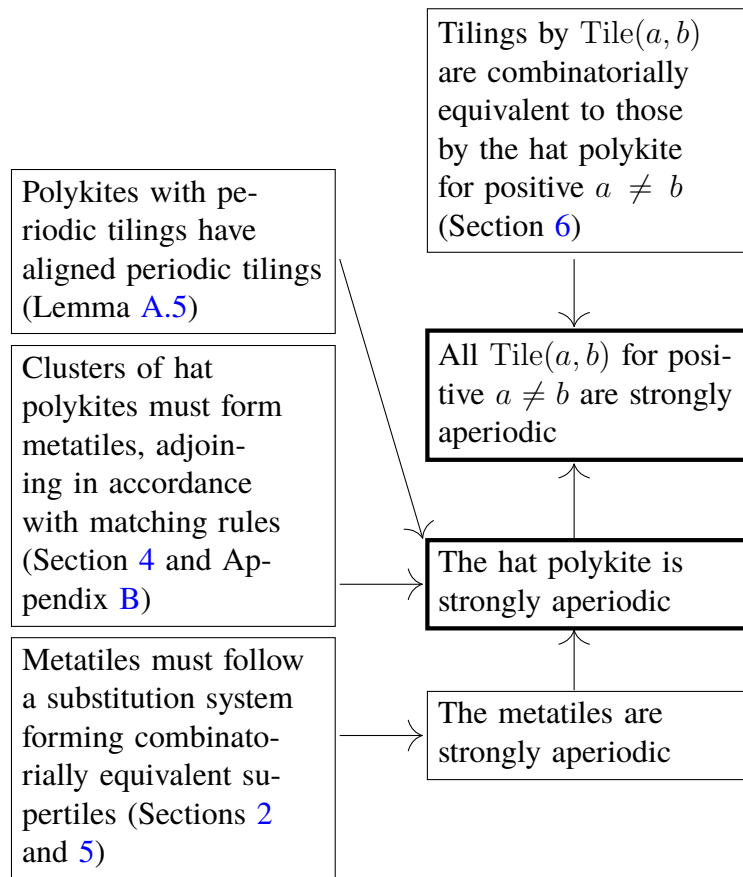 Tilings by Tile(a, b)
are combinatorially
equivalent to those
by the hat polykite
for positive a ≠ b
(Section 6)
Polykites with pe-
riodic tilings have
aligned periodic tilings
(Lemma A.5)
All Tile(a, b) for posi-
tive a ≠ b are strongly
aperiodic
Clusters of hat
polykites must form
metatiles, adjoin-
ing in accordance
with matching rules
(Section 4 and Ap-
pendix B)
The hat polykite is
strongly aperiodic
Metatiles must follow
a substitution system
forming combinato-
rially equivalent su-
pertiles (Sections 2
and 5)
The metatiles are
strongly aperiodic